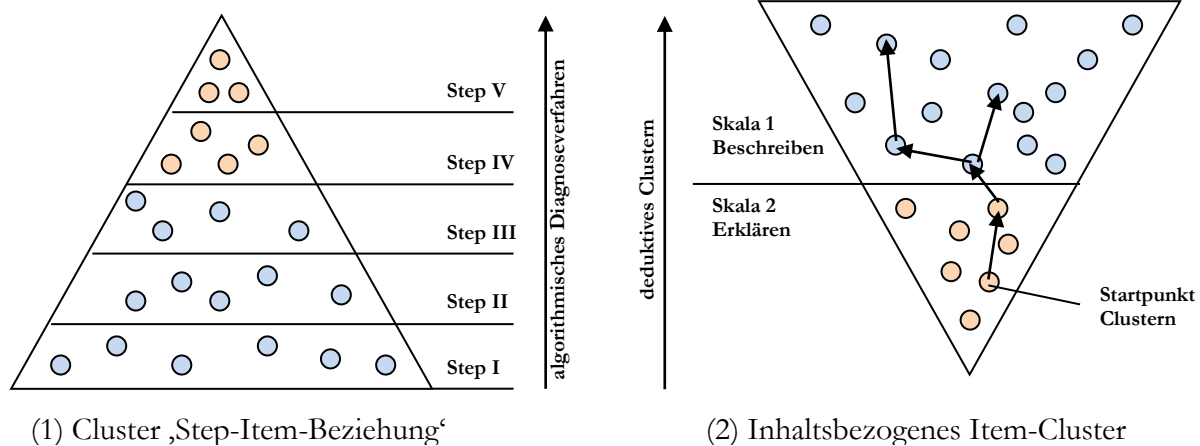 Step V
Step IV
Step III
Step II
Step I
algorithmisches Diagnoseverfahren
(1) Cluster ‚Step-Item-Beziehung‘
deduktives Clustern
Skala 1
Beschreiben
Skala 2
Erklären
Startpunkt
Clustern
(2) Inhaltsbezogenes Item-Cluster